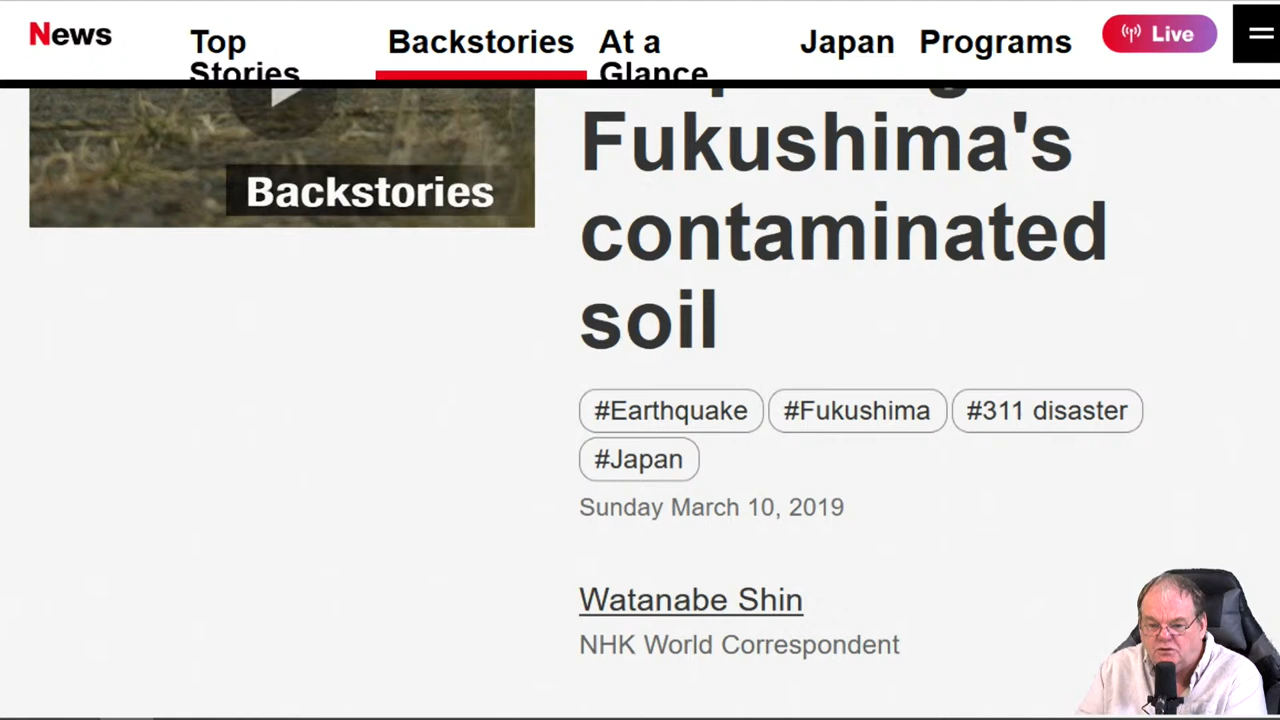 News
Top
Stories
Backstories
At a
Glance
Japan
Programs
Live
Backstories
Fukushima's
contaminated
soil
#Earthquake
#Fukushima
#311 disaster
#Japan
Sunday March 10, 2019
Watanabe Shin
NHK World Correspondent